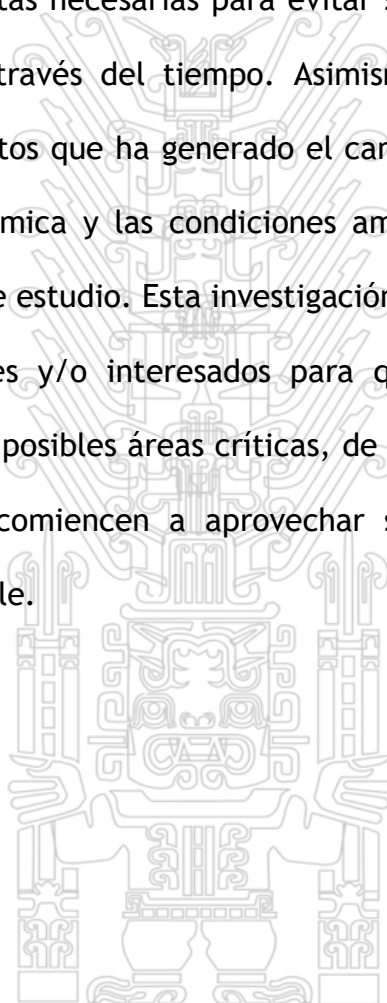 tas necesarias para evitar s
través del tiempo. Asimism
tos que ha generado el can
mica y las condiciones am
e estudio. Esta investigación
es y/o interesados para q
posibles áreas críticas, de
comiencen a aprovechar s
le.